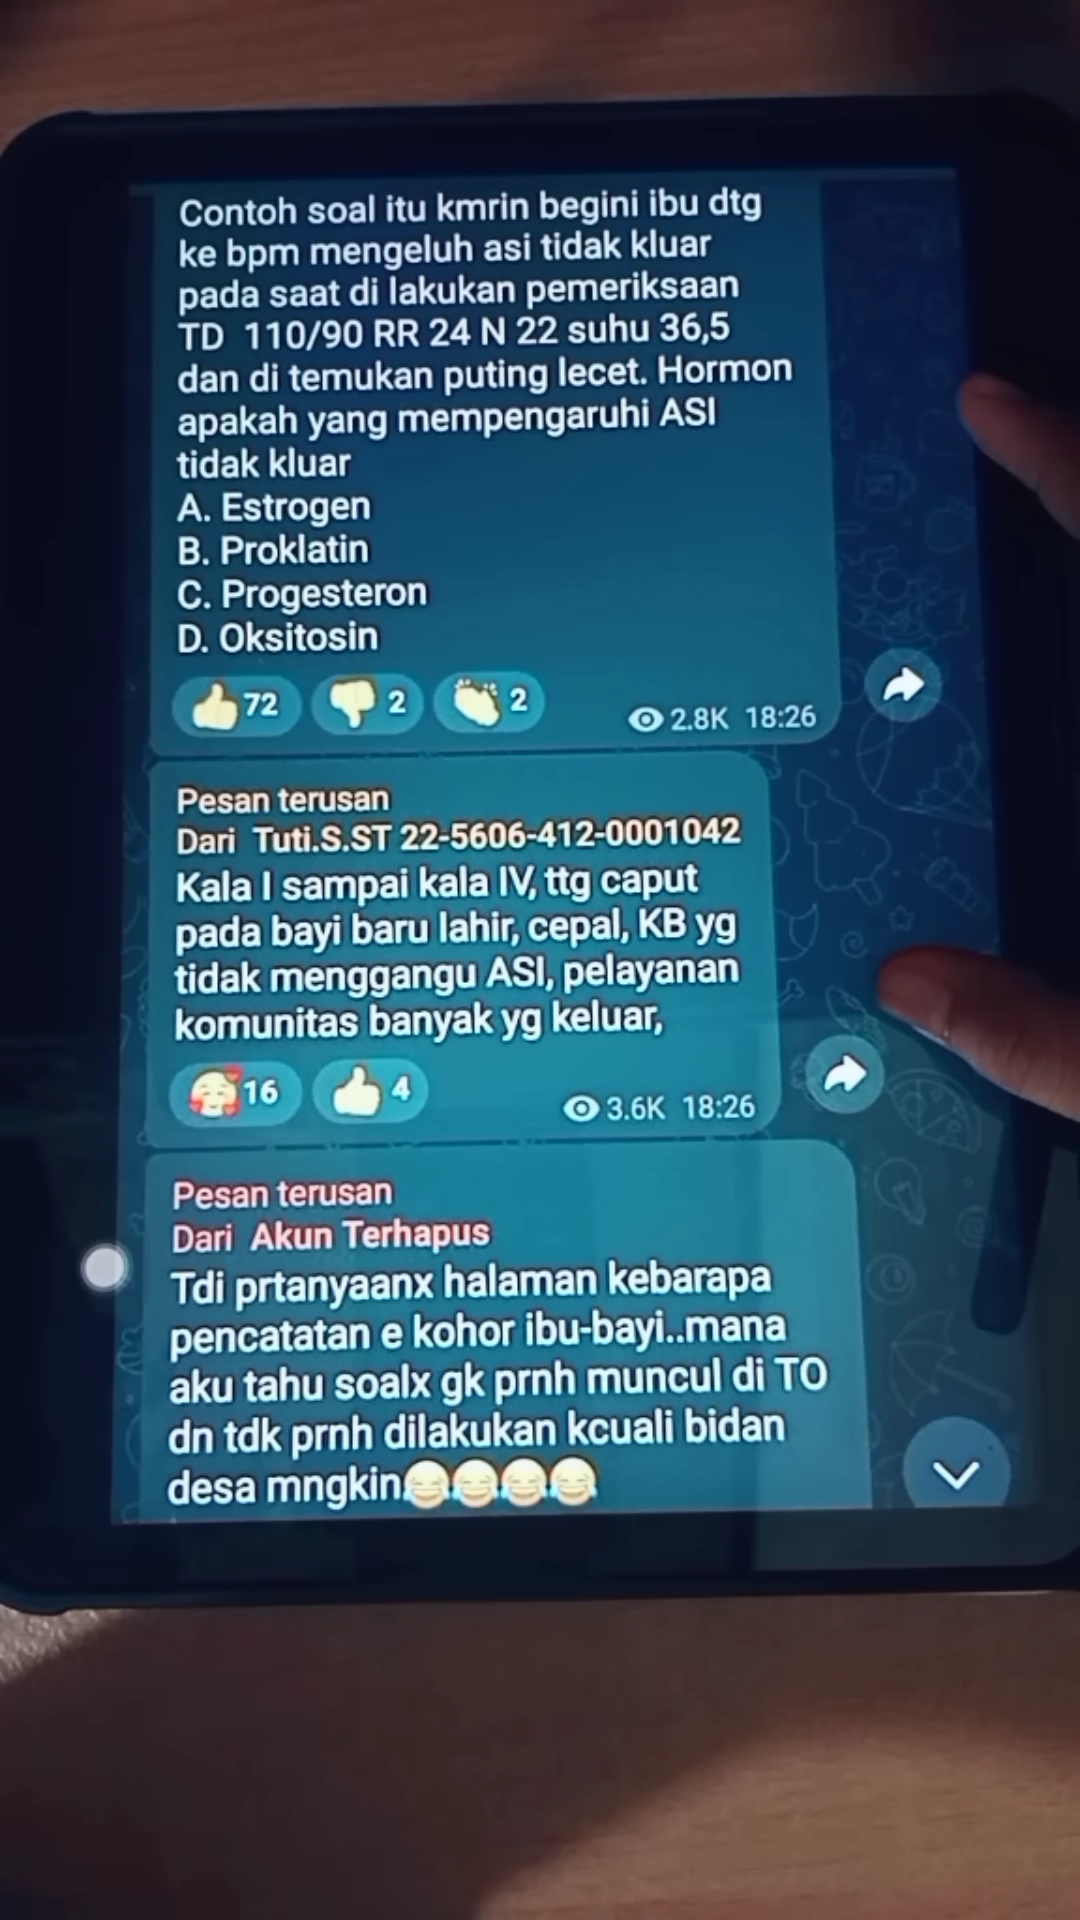 Contoh soal itu kmrin begini ibu dtg
ke bpm mengeluh asi tidak kluar
pada saat di lakukan pemeriksaan
TD 110/90 RR 24 N 22 suhu 36,5
dan di temukan puting lecet. Hormon
apakah yang mempengaruhi ASI
tidak kluar
A. Estrogen
B. Proklatin
C. Progesteron
D. Oksitosin
72 2 2 2.8K 18:26
Pesan terusan
Dari Tuti.S.ST 22-5606-412-0001042
Kala I sampai kala IV, ttg caput
pada bayi baru lahir, cepal, KB yg
tidak menggangu ASI, pelayanan
komunitas banyak yg keluar,
16 4 3.6K 18:26
Pesan terusan
Dari Akun Terhapus
Tdi prtanyaanx halaman kebarapa
pencatatan e kohor ibu-bayi..mana
aku tahu soalx gk prnh muncul di TO
dn tdk prnh dilakukan kcuali bidan
desa mngkin😂😂😂😂